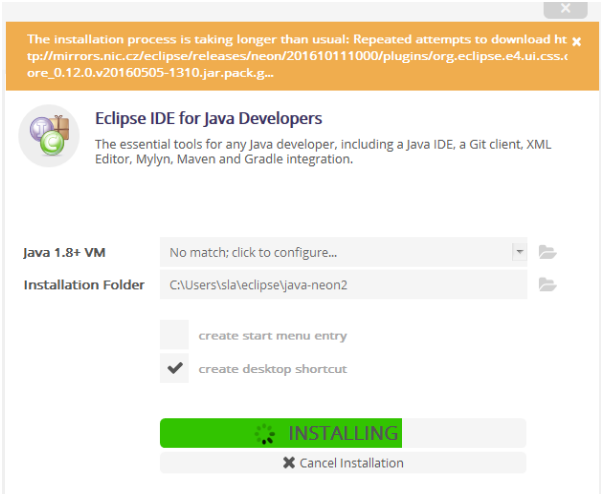 The installation process is taking longer than usual: Repeated attempts to download ht
tp://mirrors.nic.cz/eclipse/releases/neon/201610111000/plugins/org.eclipse.e4.ui.css.c
ore_0.12.0.v20160505-1310.jar.pack.g...
Eclipse IDE for Java Developers
The essential tools for any Java developer, including a Java IDE, a Git client, XML
Editor, Mylyn, Maven and Gradle integration.
Java 1.8+ VM
No match; click to configure...
Installation Folder
C:\Users\sla\eclipse\java-neon2
create start menu entry
create desktop shortcut
INSTALLING
Cancel Installation